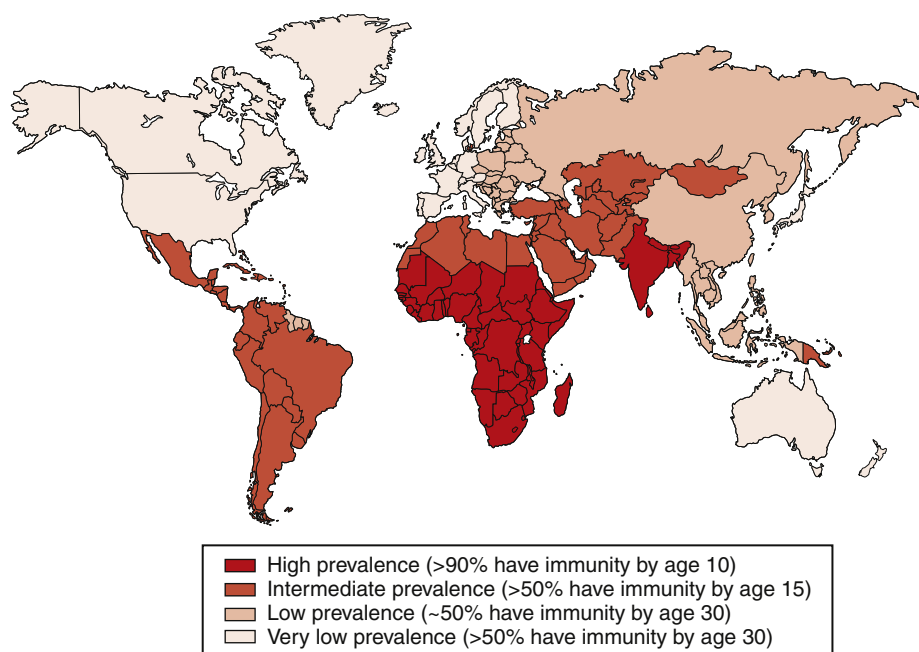 High prevalence (>90% have immunity by age 10)
Intermediate prevalence (>50% have immunity by age 15)
Low prevalence (~50% have immunity by age 30)
Very low prevalence (>50% have immunity by age 30)